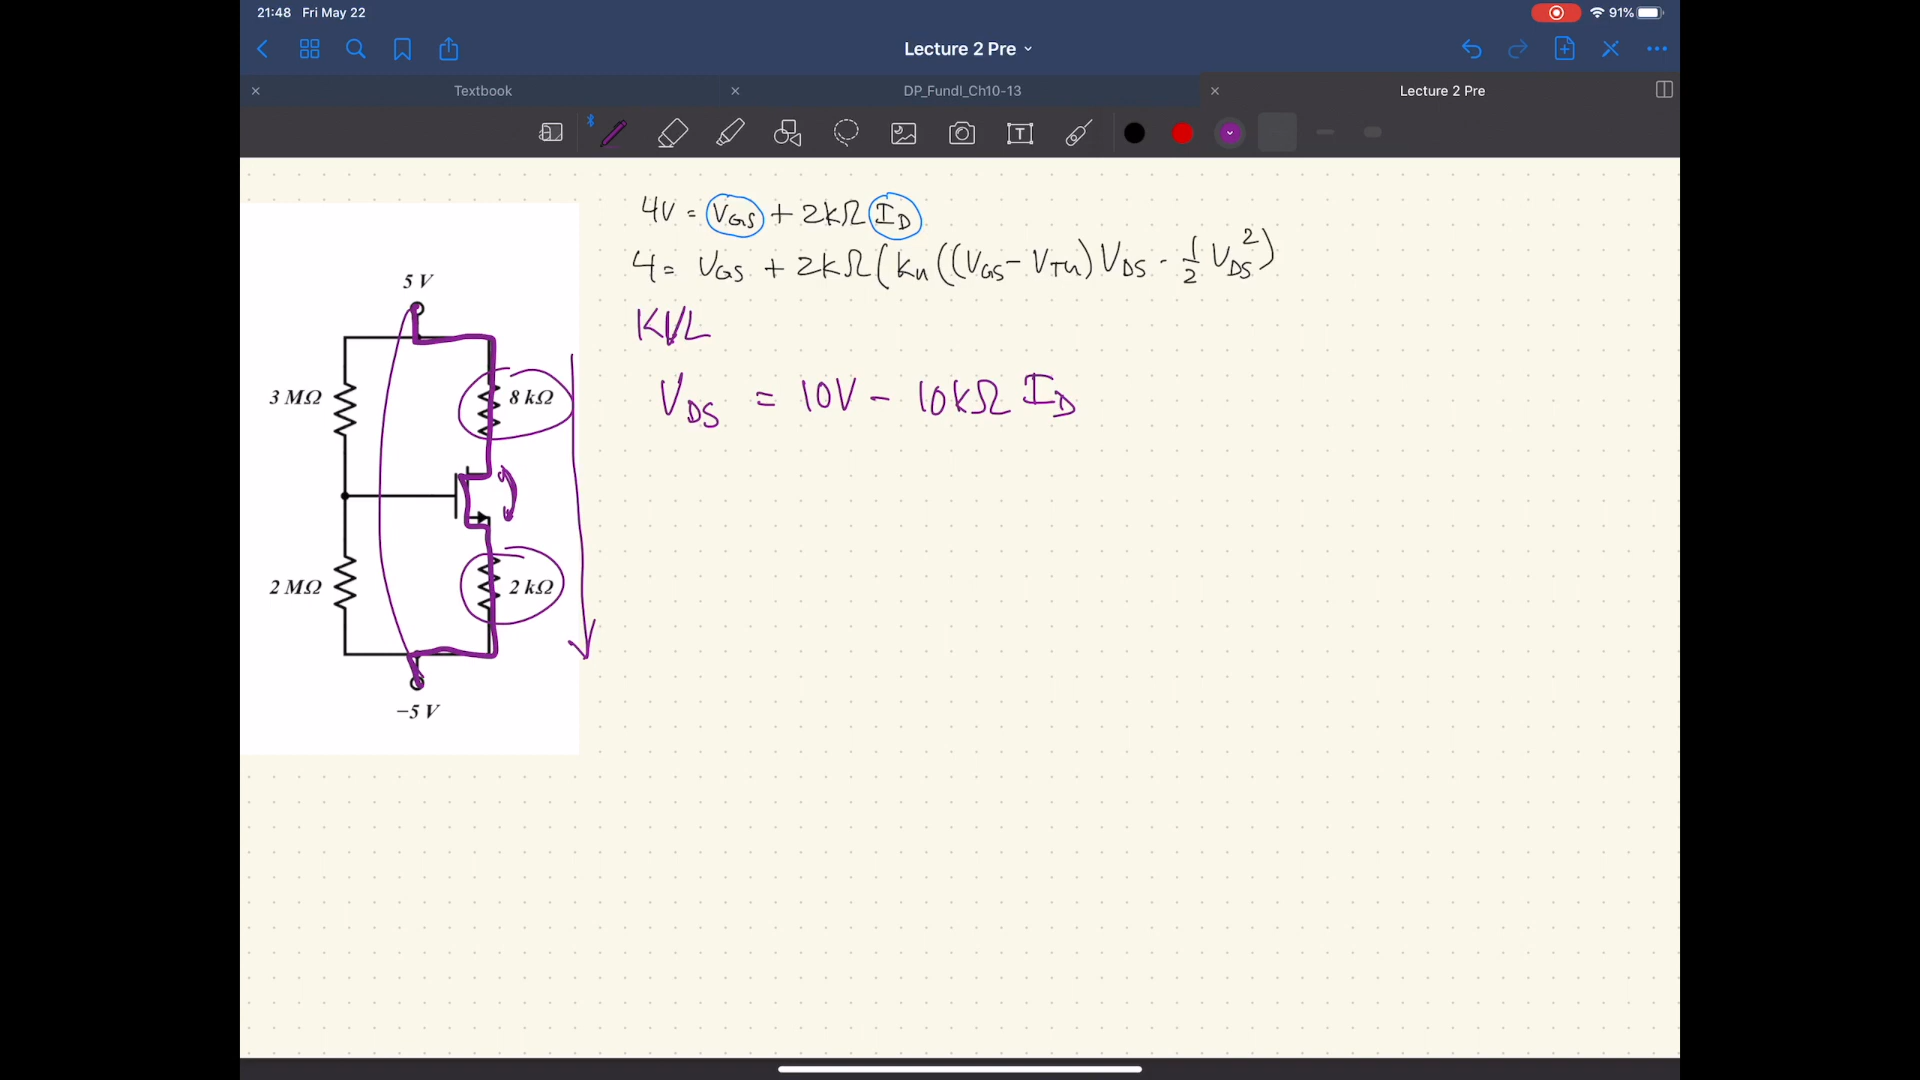 21:48 Fri May 22
91%
Lecture 2 Pre
Textbook
DP_Fundl_Ch10-13
Lecture 2 Pre
T
4V = VGS + 2kΩ ID
4 = VGS + 2kΩ (Kn ((VGS - VTn) VDS - 1/2 VDS²)
KVL
VDS = 10V - 10kΩ ID
5 V
3 MΩ
8 kΩ
2 MΩ
2 kΩ
−5 V